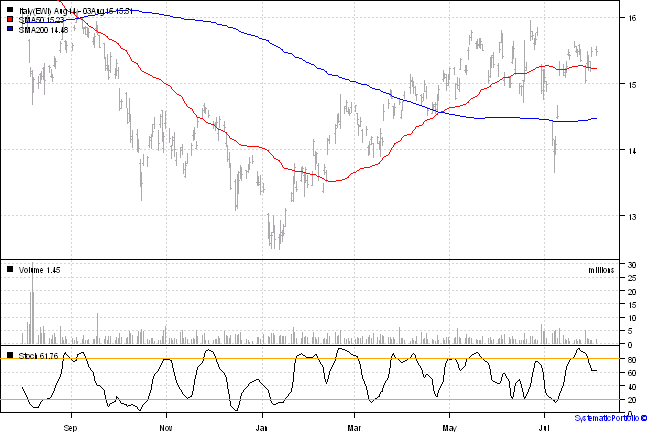 Italy(EWI) Aug14 - 03Aug15 15.51
SMA50 15.23
SMA200 14.48
16
15
14
13
Volume 1.45
millions
30
25
20
15
10
5
0
Stoch 61.76
80
60
40
20
0
Sep
Nov
Jan
Mar
May
Jul
SystematicPortfolio ©